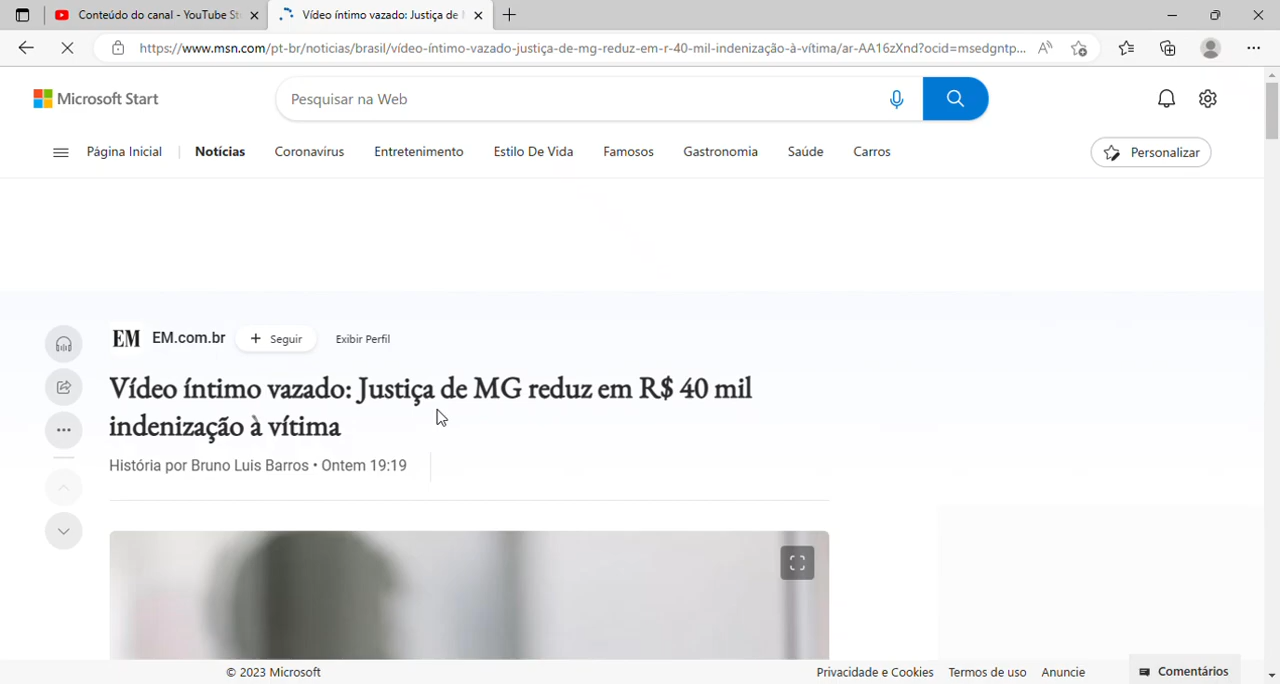 Conteúdo do canal - YouTube St
Vídeo íntimo vazado: Justiça de
https://www.msn.com/pt-br/noticias/brasil/vídeo-íntimo-vazado-justiça-de-mg-reduz-em-r-40-mil-indenização-à-vítima/ar-AA16zXnd?ocid=msedgntp...
Microsoft Start
Pesquisar na Web
Página Inicial
Notícias
Coronavírus
Entretenimento
Estilo De Vida
Famosos
Gastronomia
Saúde
Carros
Personalizar
EM
EM.com.br
+ Seguir
Exibir Perfil
Vídeo íntimo vazado: Justiça de MG reduz em R$ 40 mil
indenização à vítima
História por Bruno Luis Barros • Ontem 19:19
© 2023 Microsoft
Privacidade e Cookies
Termos de uso
Anuncie
Comentários